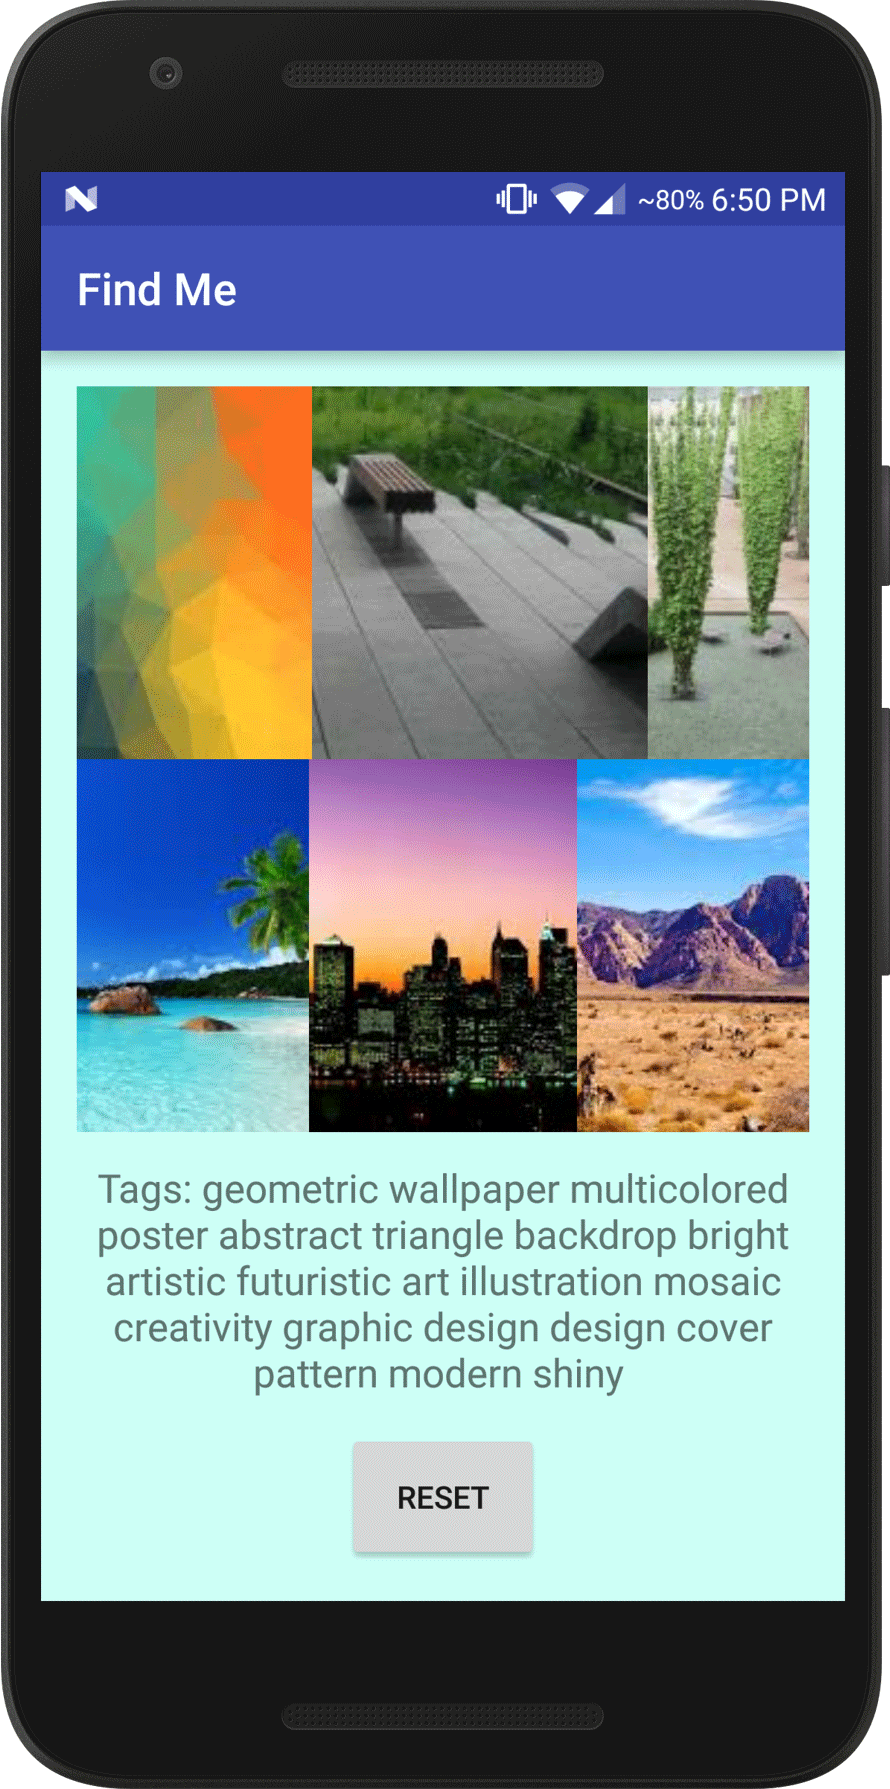 ~80% 6:50 PM
Find Me
Tags: geometric wallpaper multicolored
poster abstract triangle backdrop bright
artistic futuristic art illustration mosaic
creativity graphic design design cover
pattern modern shiny
RESET